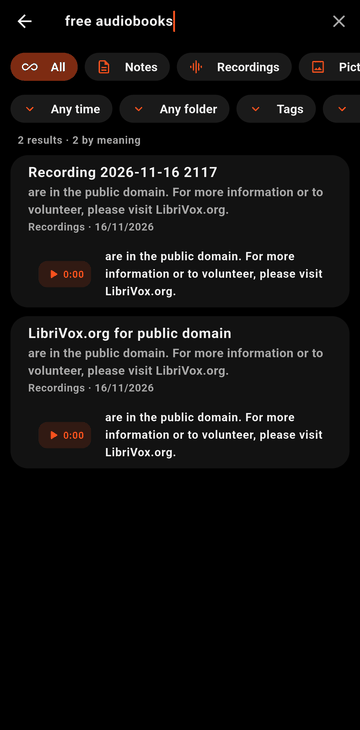 free audiobooks
All
Notes
Recordings
Pict
Any time
Any folder
Tags
2 results · 2 by meaning
Recording 2026-11-16 2117
are in the public domain. For more information or to
volunteer, please visit LibriVox.org.
Recordings · 16/11/2026
0:00
are in the public domain. For more
information or to volunteer, please visit
LibriVox.org.
LibriVox.org for public domain
are in the public domain. For more information or to
volunteer, please visit LibriVox.org.
Recordings · 16/11/2026
0:00
are in the public domain. For more
information or to volunteer, please visit
LibriVox.org.